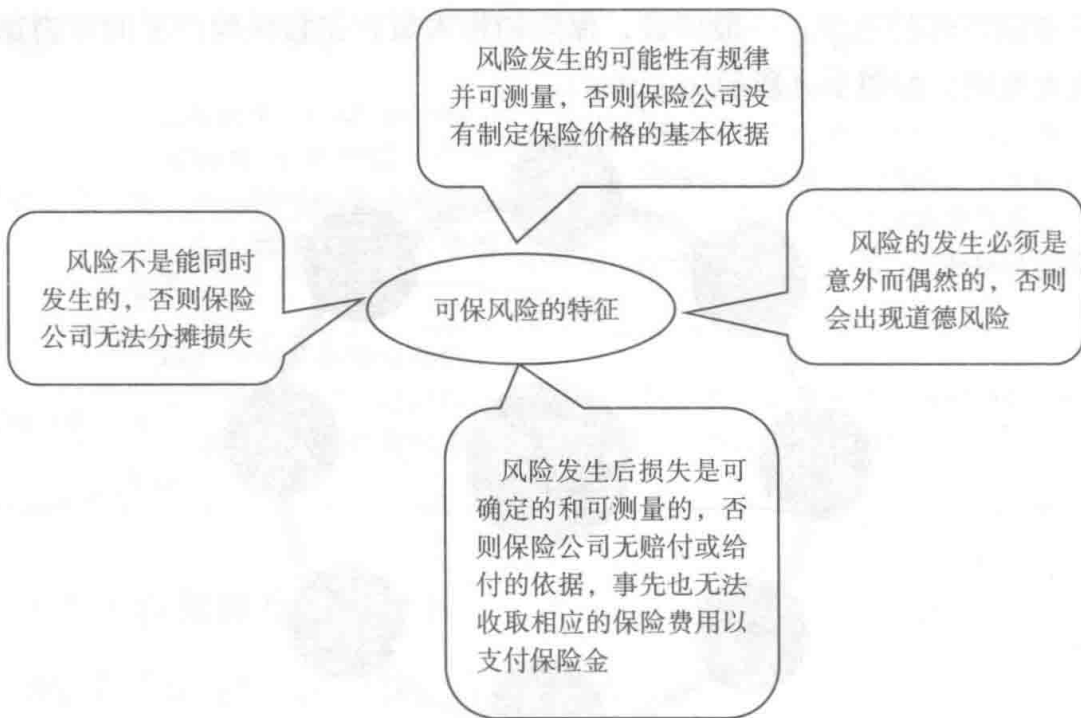 风险发生的可能性有规律
并可测量，否则保险公司没
有制定保险价格的基本依据
风险不是能同时
发生的，否则保险
公司无法分摊损失
可保风险的特征
风险的发生必须是
意外而偶然的，否则
会出现道德风险
风险发生后损失是可
确定的和可测量的，否
则保险公司无赔付或给
付的依据，事先也无法
收取相应的保险费用以
支付保险金